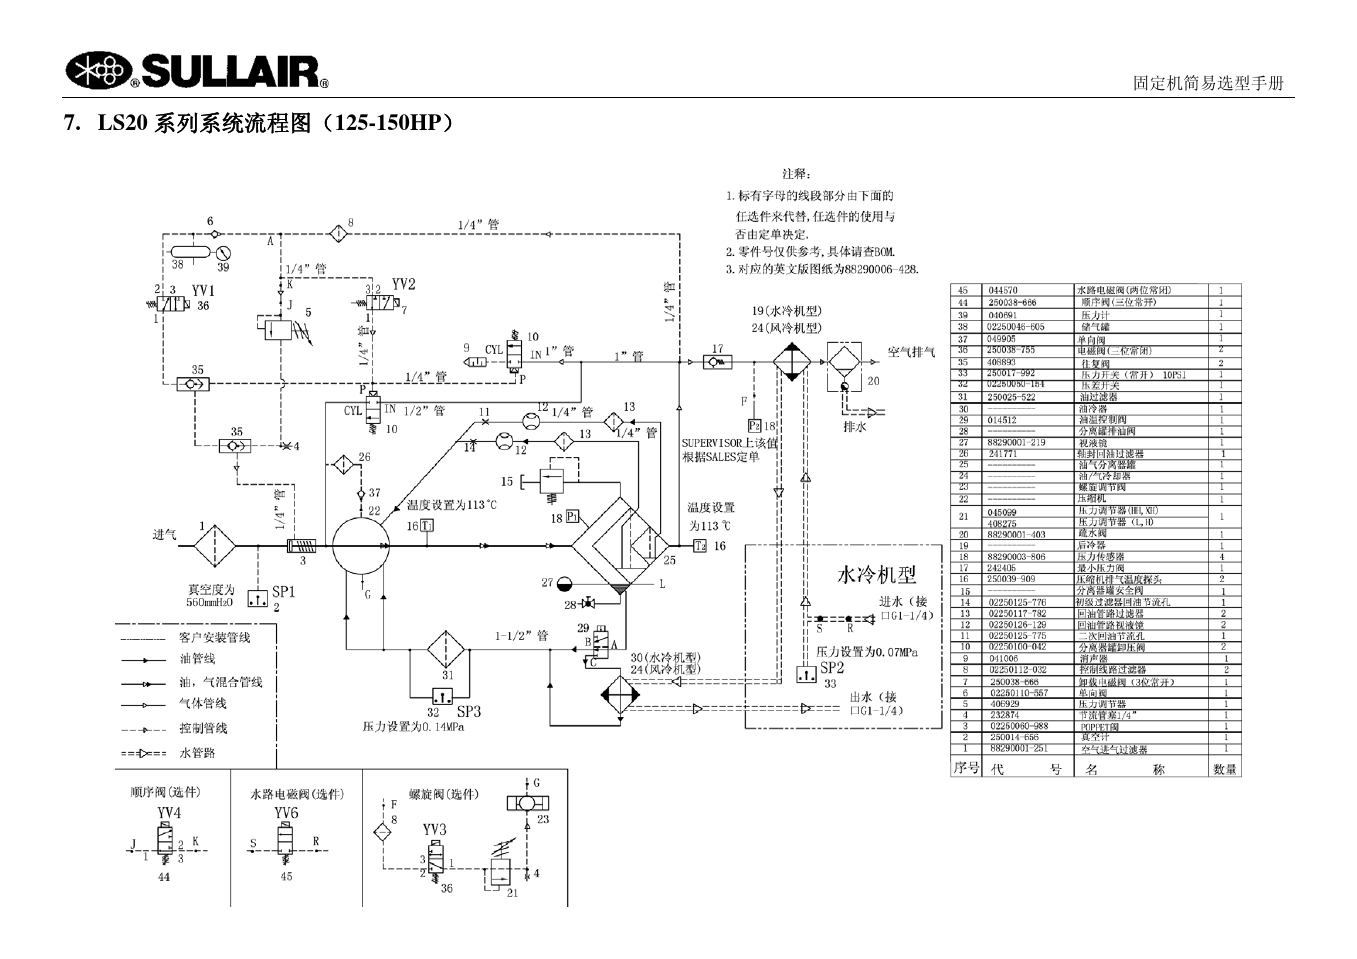 SULLAIR
固定机简易选型手册
7. LS20 系列系统流程图（125-150HP）
注释:
1.标有字母的线段部分由下面的
任选件来代替,任选件的使用与
否由定单决定.
2.零件号仅供参考,具体请查BOM.
3.对应的英文版图纸为88290006-428.
6
8
1/4”管
A
38
39
1/4”管
K
J
5
2 3
YV1
36
1
3 2
YV2
7
1
1/4”管
1/4”管
19(水冷机型)
24(风冷机型)
9
CYL
10
IN
1”管
1”管
17
空气排气
20
排水
35
1/4”管
P
P
CYL
IN
1/2”管
10
11
12
1/4”管
13
1/4”管
14
12
13
F
P2
18
SUPERVISOR上该值
根据SALES定单
35
4
26
37
22
1/4”管
15
温度设置为113℃
16
T1
18
P1
温度设置
为113℃
T2
16
进气
1
3
25
真空度为
560mmH2O
SP1
2
G
27
L
28
1-1/2”管
29
B
A
C
31
32
SP3
压力设置为0.14MPa
30(水冷机型)
24(风冷机型)
水冷机型
进水（接
口G1-1/4）
S
R
压力设置为0.07MPa
SP2
33
出水（接
口G1-1/4）
客户安装管线
油管线
油，气混合管线
气体管线
控制管线
水管路
顺序阀(选件)
YV4
J
1
2
K
3
44
水路电磁阀(选件)
YV6
S
R
45
螺旋阀(选件)
F
8
YV3
3
2
1
36
G
23
4
21
45 044570 水路电磁阀(两位常闭) 1
44 250038-666 顺序阀(三位常开) 1
39 040691 压力计 1
38 02250046-605 储气罐 1
37 049905 单向阀 1
36 250038-755 电磁阀(三位常闭) 2
35 408893 往复阀 2
33 250017-992 压力开关（常开） 10PSI 1
32 02250050-184 压差开关 1
31 250025-522 油过滤器 1
30 ---------- 油冷器 1
29 014512 油温控制阀 1
28 ---------- 分离罐排油阀 1
27 88290001-219 视液镜 1
26 241771 轴封回油过滤器 1
25 ---------- 油气分离器罐 1
24 ---------- 油/气冷却器 1
23 ---------- 螺旋调节阀 1
22 ---------- 压缩机 1
21 045099 压力调节器(HH,XH) 1
408275 压力调节器（L,H)
20 88290001-403 疏水阀 1
19 ---------- 后冷器 1
18 88290003-806 压力传感器 4
17 242405 最小压力阀 1
16 250039-909 压缩机排气温度探头 2
15 ---------- 分离器罐安全阀 1
14 02250125-776 初级过滤器回油节流孔 1
13 02250117-782 回油管路过滤器 2
12 02250126-129 回油管路视液镜 2
11 02250125-775 二次回油节流孔 1
10 02250100-042 分离器罐卸压阀 2
9 041006 消声器 1
8 02250112-032 控制线路过滤器 2
7 250038-666 卸载电磁阀（3位常开） 1
6 02250110-557 单向阀 1
5 406929 压力调节器 1
4 232874 节流管塞1/4” 1
3 02250060-988 POPPET阀 1
2 250014-656 真空计 1
1 88290001-251 空气进气过滤器 1
序号 代 号 名 称 数量